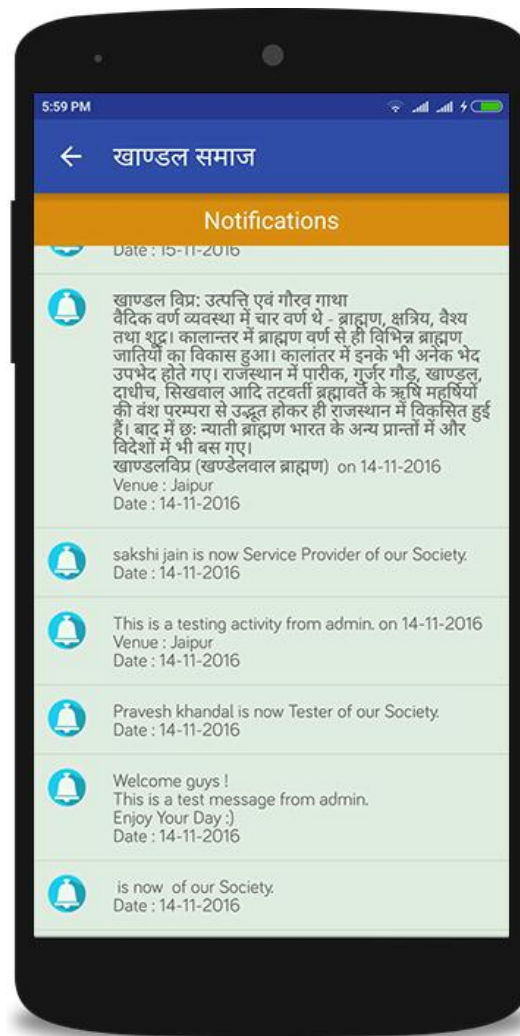 5:59 PM
खाण्डल समाज
Notifications
Date : 15-11-2016
खाण्डल विप्र: उत्पत्ति एवं गौरव गाथा
वैदिक वर्ण व्यवस्था में चार वर्ण थे - ब्राह्मण, क्षत्रिय, वैश्य
तथा शूद्र। कालान्तर में ब्राह्मण वर्ण से ही विभिन्न ब्राह्मण
जातियों का विकास हुआ। कालांतर में इनके भी अनेक भेद
उपभेद होते गए। राजस्थान में पारीक, गुर्जर गौड़, खाण्डल,
दाधीच, सिखवाल आदि तटवर्ती ब्रह्मावर्त के ऋषि महर्षियों
की वंश परम्परा से उद्भूत होकर ही राजस्थान में विकसित हुई
हैं। बाद में छः न्याती ब्राह्मण भारत के अन्य प्रान्तों में और
विदेशों में भी बस गए।
खाण्डलविप्र (खण्डेलवाल ब्राह्मण) on 14-11-2016
Venue : Jaipur
Date : 14-11-2016
sakshi jain is now Service Provider of our Society.
Date : 14-11-2016
This is a testing activity from admin. on 14-11-2016
Venue : Jaipur
Date : 14-11-2016
Pravesh khandal is now Tester of our Society.
Date : 14-11-2016
Welcome guys !
This is a test message from admin.
Enjoy Your Day :)
Date : 14-11-2016
is now of our Society.
Date : 14-11-2016